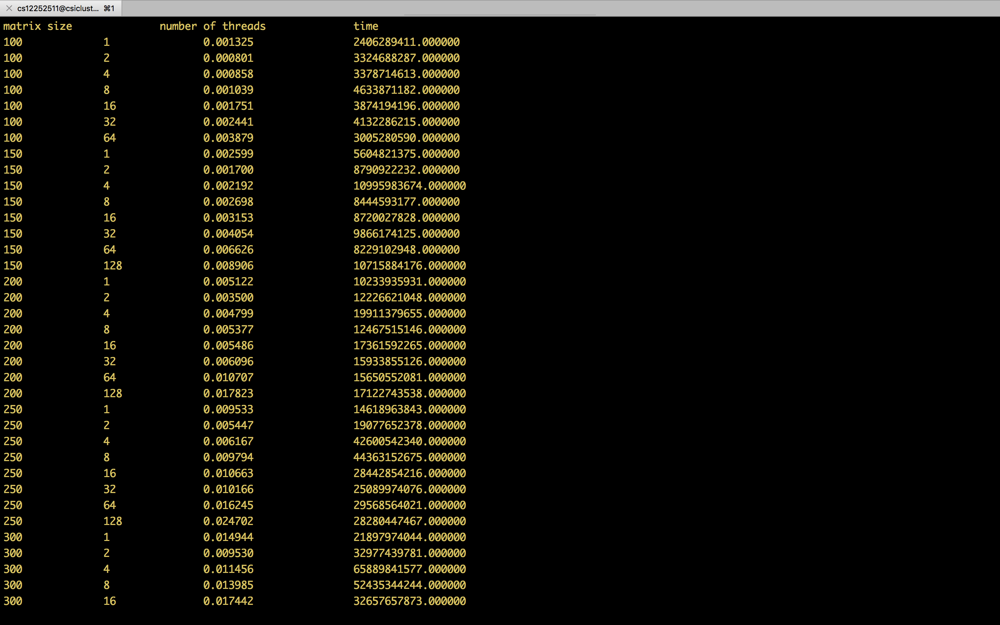 cs12252511@csiclust... ⌘1
matrix size number of threads time
100 1 0.001325 2406289411.000000
100 2 0.000801 3324688287.000000
100 4 0.000858 3378714613.000000
100 8 0.001039 4633871182.000000
100 16 0.001751 3874194196.000000
100 32 0.002441 4132286215.000000
100 64 0.003879 3005280590.000000
150 1 0.002599 5604821375.000000
150 2 0.001700 8790922232.000000
150 4 0.002192 10995983674.000000
150 8 0.002698 8444593177.000000
150 16 0.003153 8720027828.000000
150 32 0.004054 9866174125.000000
150 64 0.006626 8229102948.000000
150 128 0.008906 10715884176.000000
200 1 0.005122 10233935931.000000
200 2 0.003500 12226621048.000000
200 4 0.004799 19911379655.000000
200 8 0.005377 12467515146.000000
200 16 0.005486 17361592265.000000
200 32 0.006096 15933855126.000000
200 64 0.010707 15650552081.000000
200 128 0.017823 17122743538.000000
250 1 0.009533 14618963843.000000
250 2 0.005447 19077652378.000000
250 4 0.006167 42600542340.000000
250 8 0.009794 44363152675.000000
250 16 0.010663 28442854216.000000
250 32 0.010166 25089974076.000000
250 64 0.016245 29568564021.000000
250 128 0.024702 28280447467.000000
300 1 0.014944 21897974044.000000
300 2 0.009530 32977439781.000000
300 4 0.011456 65889841577.000000
300 8 0.013985 52435344244.000000
300 16 0.017442 32657657873.000000